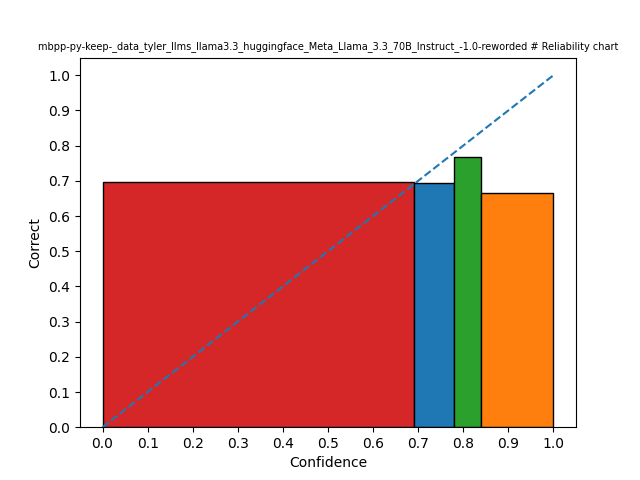 mbpp-py-keep-_data_tyler_llms_llama3.3_huggingface_Meta_Llama_3.3_70B_Instruct_-1.0-reworded # Reliability chart
1.0
0.9
0.8
0.7
0.6
0.5
0.4
0.3
0.2
0.1
0.0
Correct
0.0 0.1 0.2 0.3 0.4 0.5 0.6 0.7 0.8 0.9 1.0
Confidence